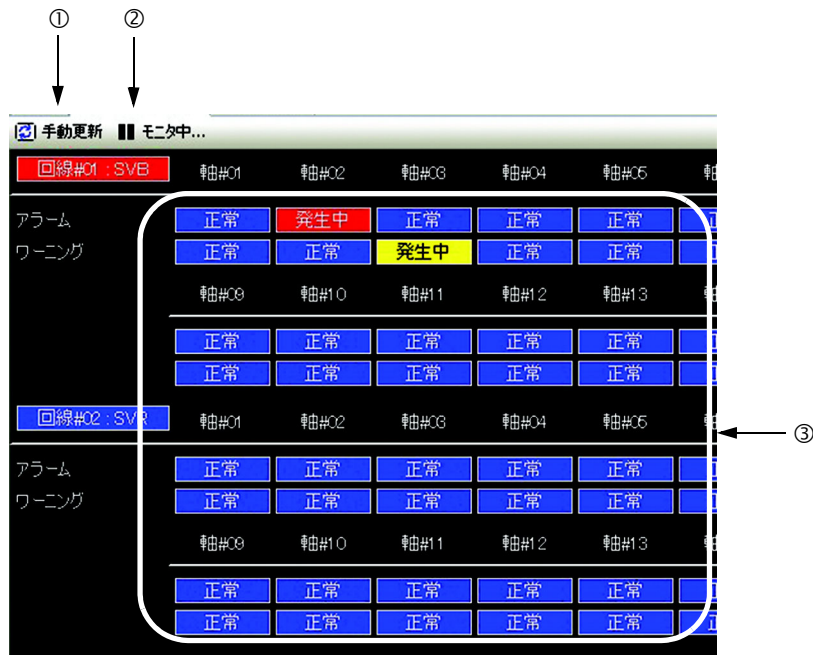 ① ②
手動更新 モニタ中...
回線#01 : SVB 軸#01 軸#02 軸#03 軸#04 軸#05 軸
アラーム 正常 発生中 正常 正常 正常
ワーニング 正常 正常 発生中 正常 正常
軸#09 軸#10 軸#11 軸#12 軸#13
正常 正常 正常 正常 正常
正常 正常 正常 正常 正常
回線#02 : SVR 軸#01 軸#02 軸#03 軸#04 軸#05
③
アラーム 正常 正常 正常 正常 正常
ワーニング 正常 正常 正常 正常 正常
軸#09 軸#10 軸#11 軸#12 軸#13
正常 正常 正常 正常 正常
正常 正常 正常 正常 正常